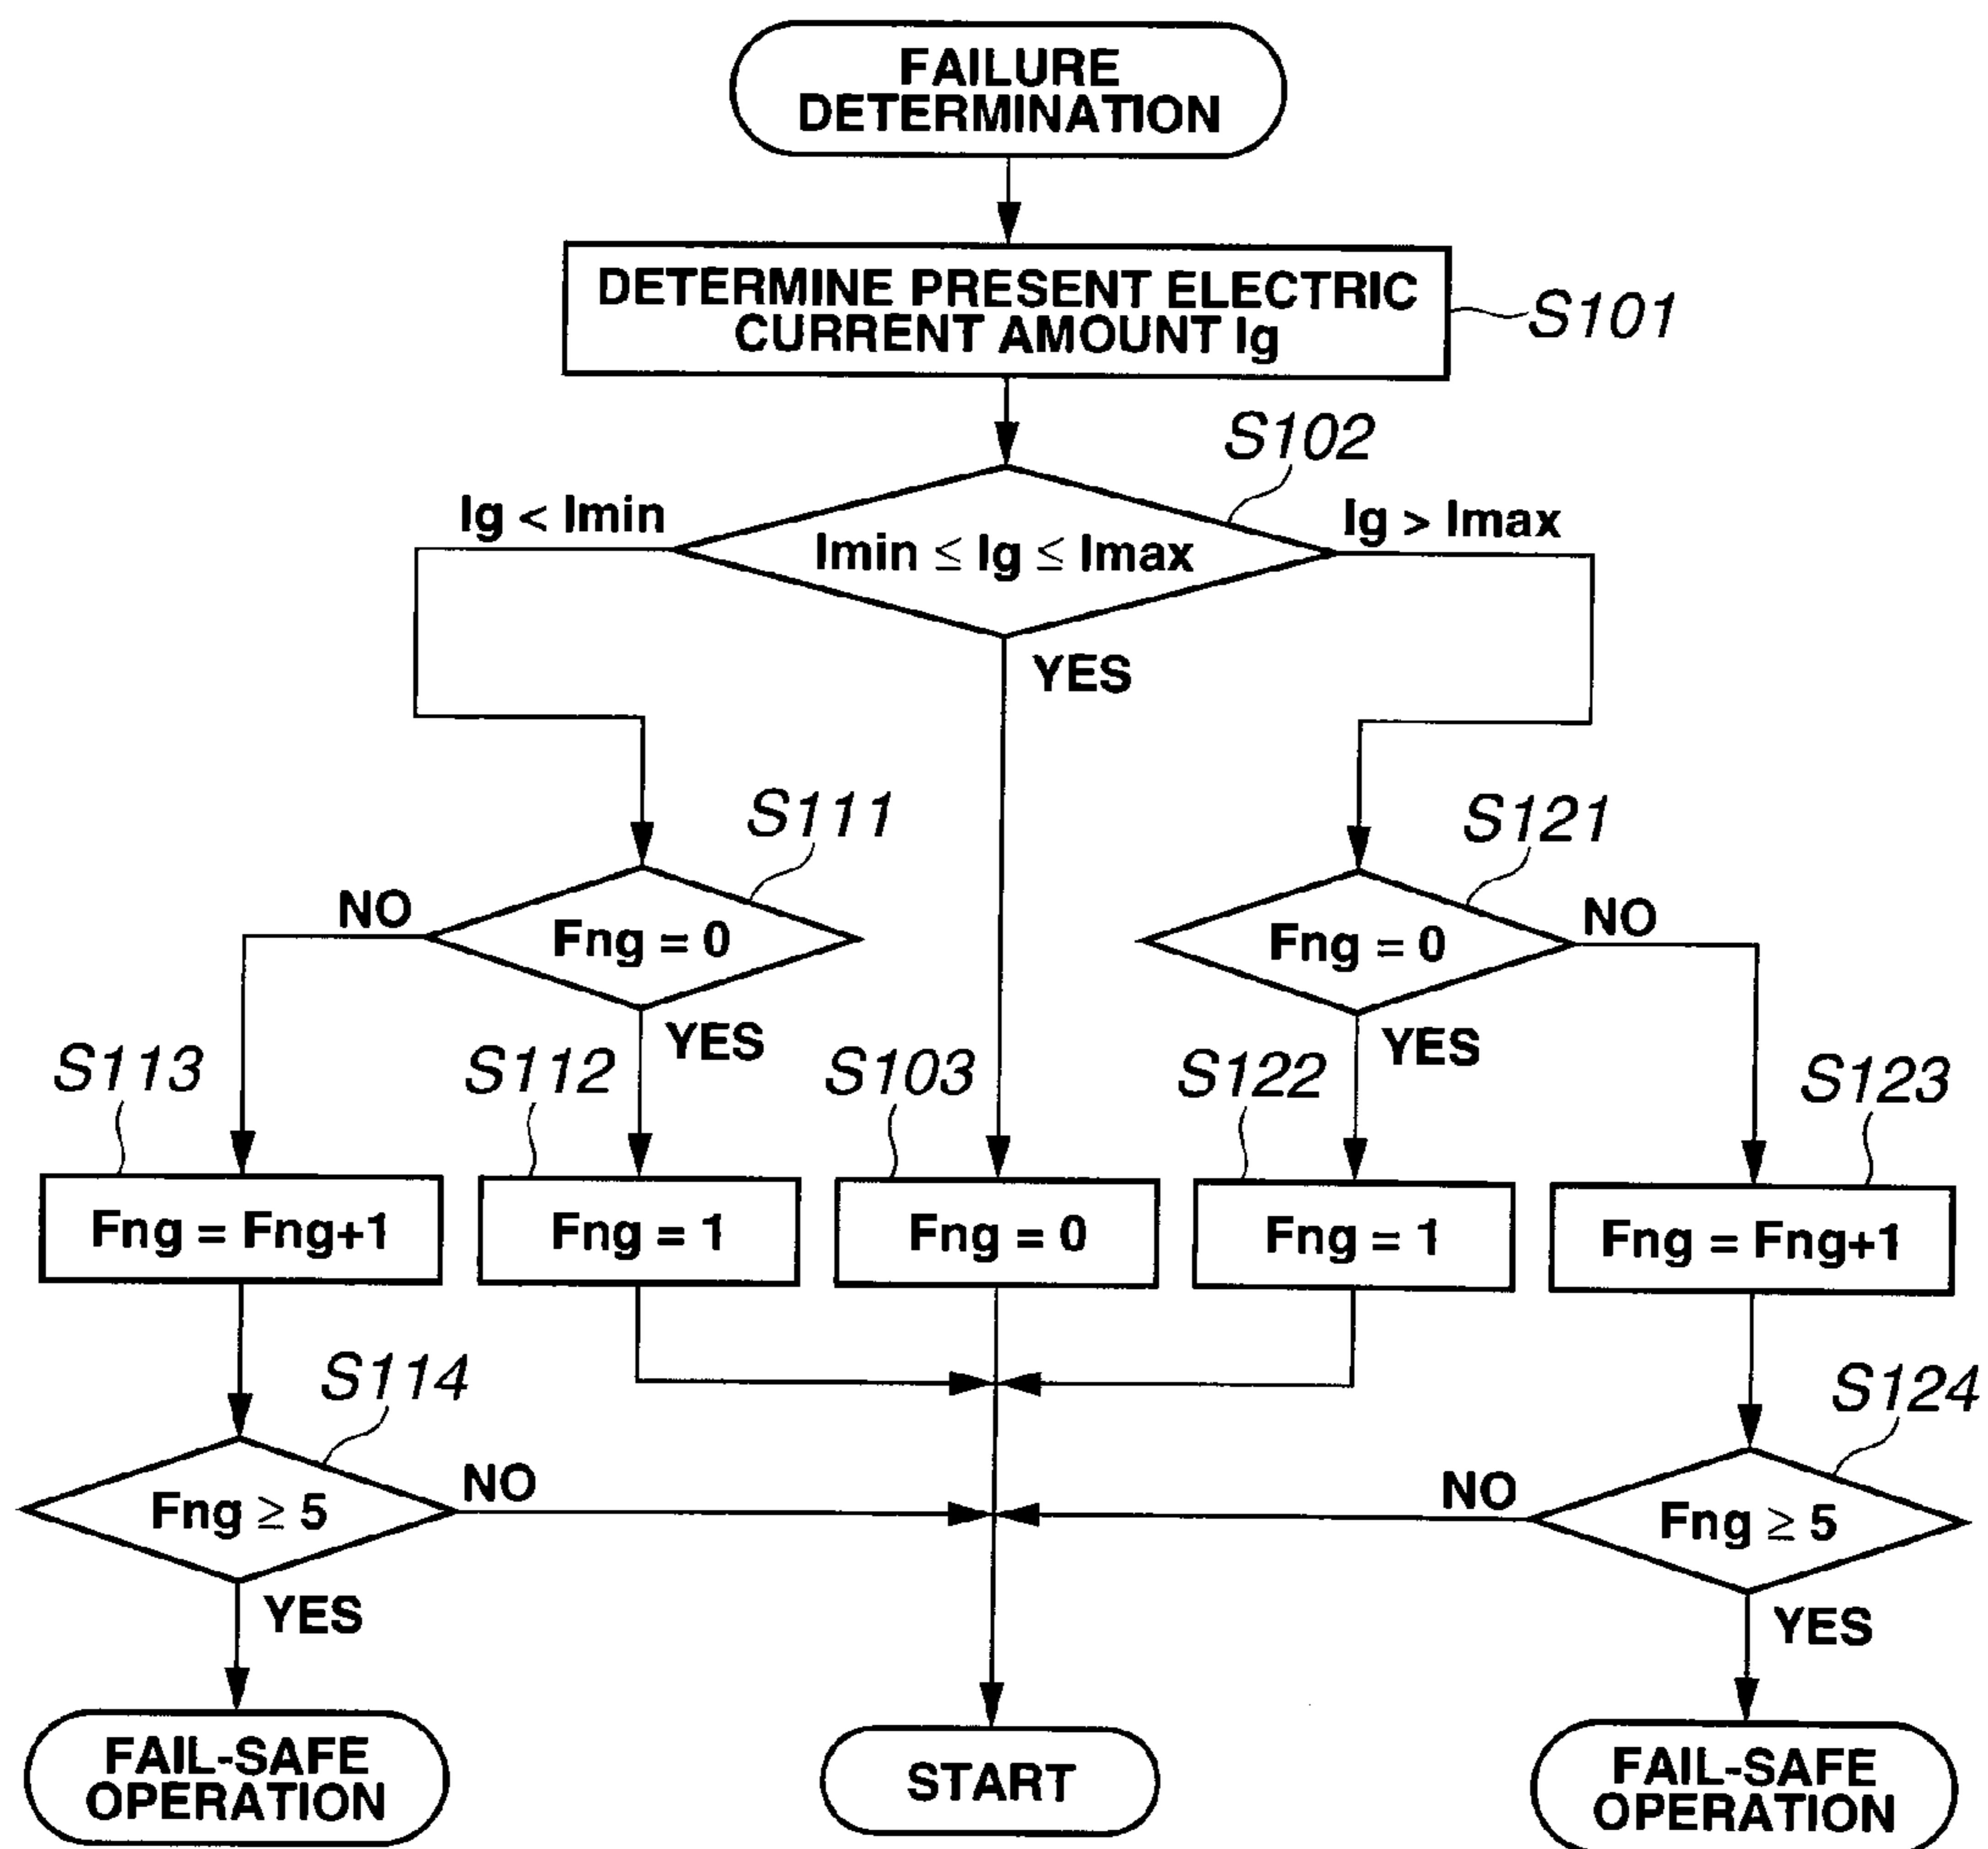 FAILURE
DETERMINATION
DETERMINE PRESENT ELECTRIC
CURRENT AMOUNT Ig
S101
S102
Ig < Imin
Imin ≤ Ig ≤ Imax
Ig > Imax
YES
S111
S121
NO
Fng = 0
Fng = 0
NO
YES
YES
S113
S112
S103
S122
S123
Fng = Fng+1
Fng = 1
Fng = 0
Fng = 1
Fng = Fng+1
S114
S124
Fng ≥ 5
NO
NO
Fng ≥ 5
YES
YES
FAIL-SAFE
OPERATION
START
FAIL-SAFE
OPERATION